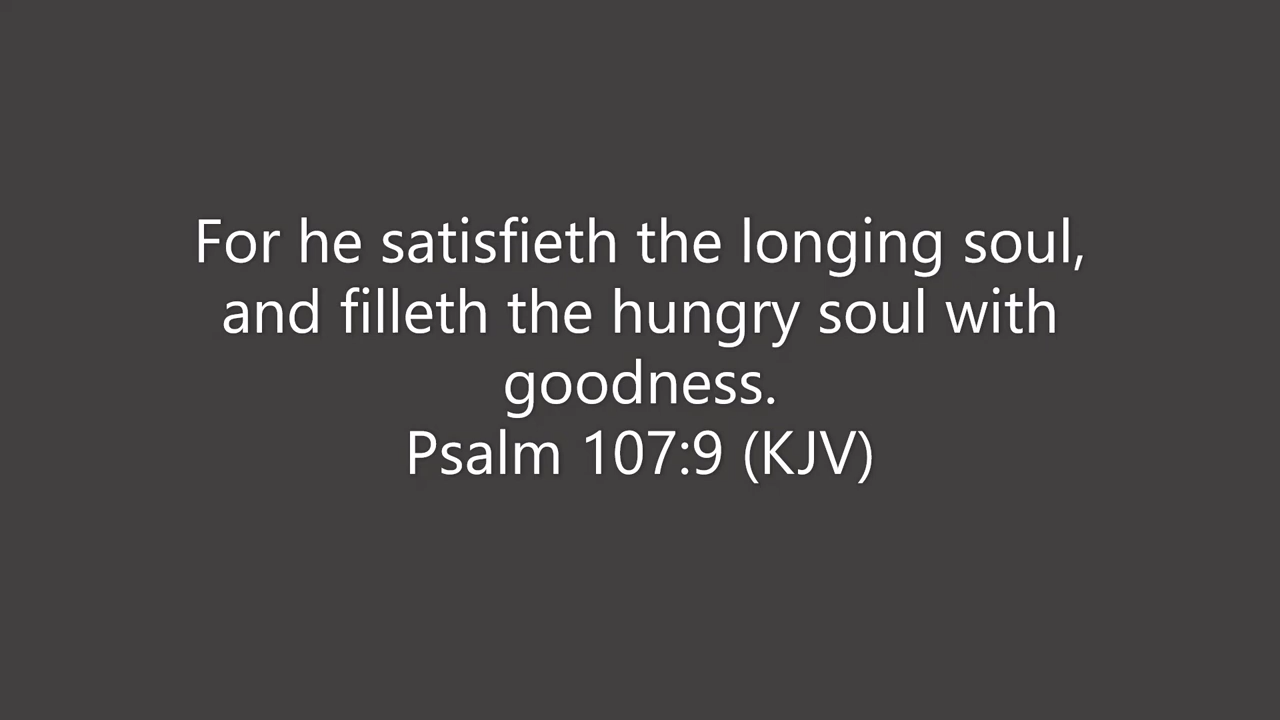 For he satisfieth the longing soul,
and filleth the hungry soul with
goodness.
Psalm 107:9 (KJV)